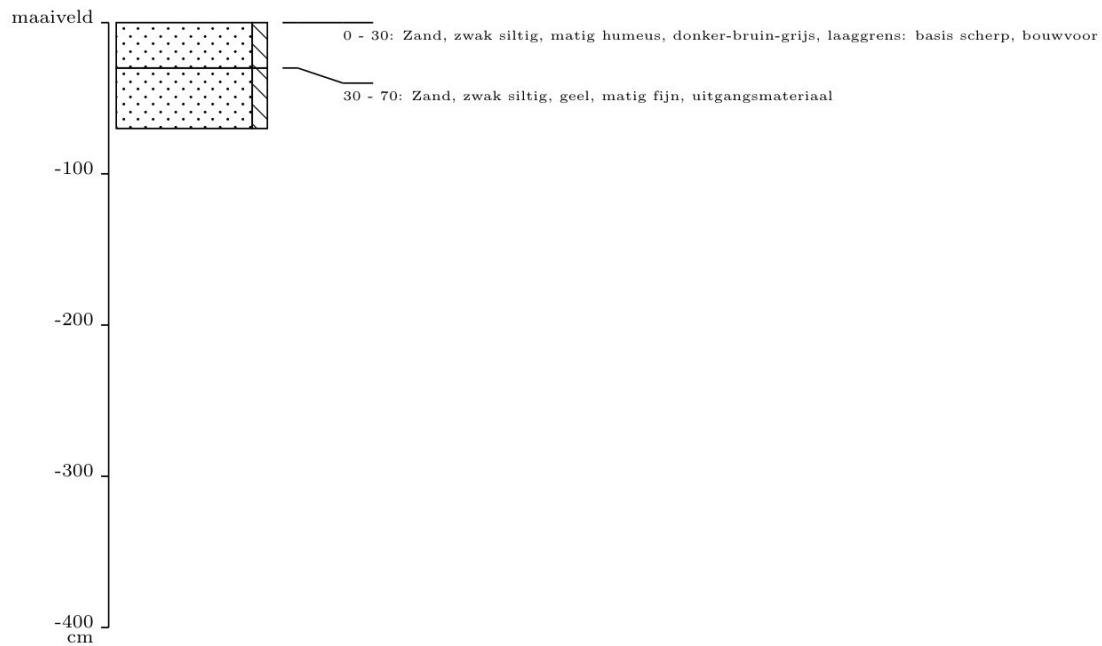 maaiveld
0 - 30: Zand, zwak siltig, matig humeus, donker-bruin-grijs, laaggrens: basis scherp, bouwvoor
30 - 70: Zand, zwak siltig, geel, matig fijn, uitgangsmateriaal
-100
-200
-300
-400
cm